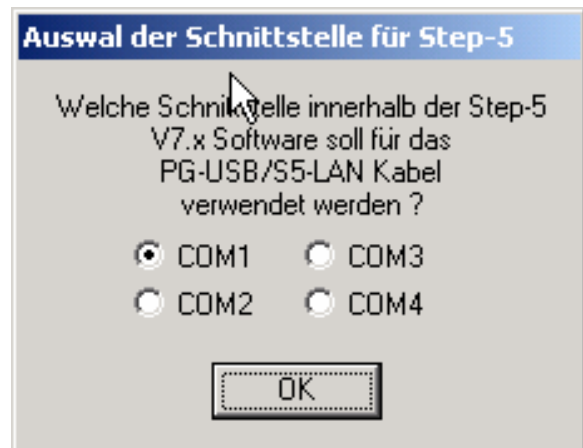 Auswal der Schnittstelle für Step-5
Welche Schnittstelle innerhalb der Step-5
V7.x Software soll für das
PG-USB/S5-LAN Kabel
verwendet werden ?
COM1 COM3
COM2 COM4
OK